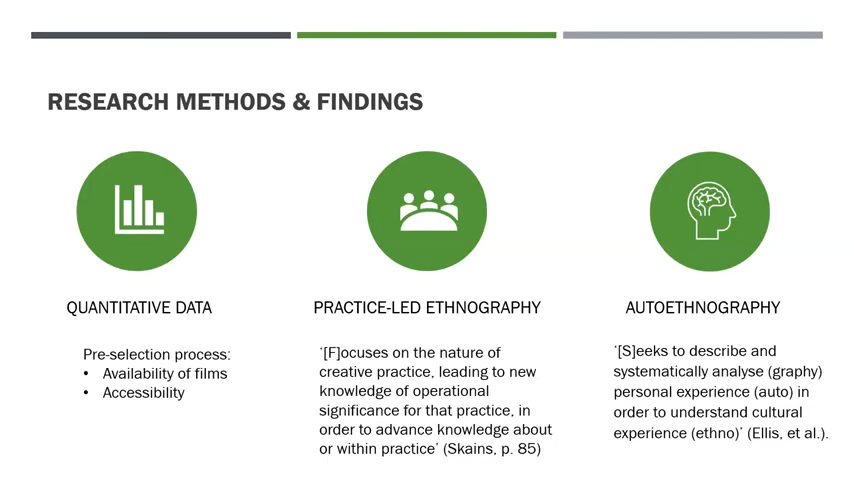 RESEARCH METHODS & FINDINGS
QUANTITATIVE DATA
Pre-selection process:
• Availability of films
• Accessibility
PRACTICE-LED ETHNOGRAPHY
‘[F]ocuses on the nature of
creative practice, leading to new
knowledge of operational
significance for that practice, in
order to advance knowledge about
or within practice’ (Skains, p. 85)
AUTOETHNOGRAPHY
‘[S]eeks to describe and
systematically analyse (graphy)
personal experience (auto) in
order to understand cultural
experience (ethno)’ (Ellis, et al.).